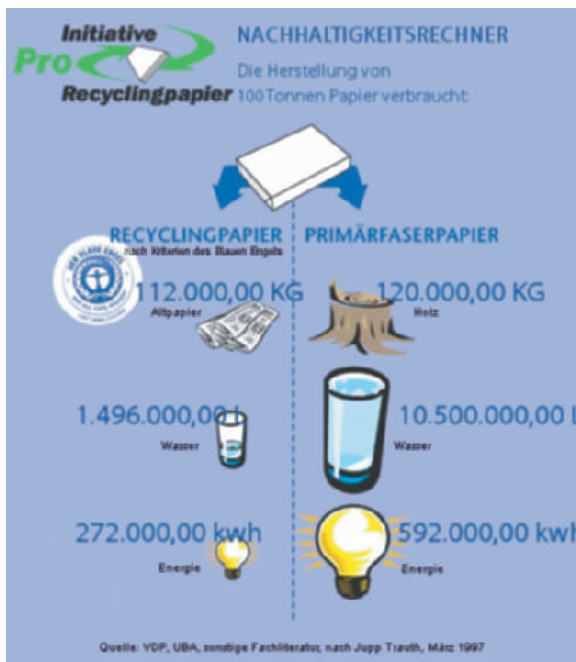 Initiative
Pro
Recyclingpapier
NACHHALTIGKEITSRECHNER
Die Herstellung von
100 Tonnen Papier verbraucht:
RECYCLINGPAPIER
nach Kriterien des Blauen Engels
PRIMÄRFASERPAPIER
112.000,00 KG
Altpapier
120.000,00 KG
Holz
1.496.000,00 L
Wasser
10.500.000,00 L
Wasser
272.000,00 kwh
Energie
592.000,00 kwh
Energie
Quelle: VDP, UBA, sonstige Fachliteratur, nach Jupp Trauth, März 1997